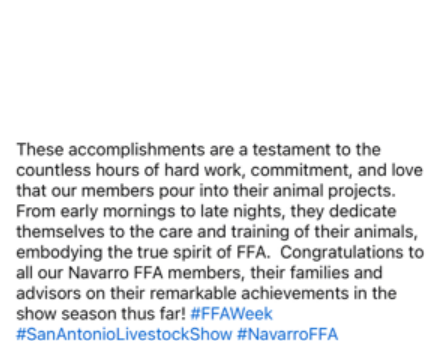 These accomplishments are a testament to the
countless hours of hard work, commitment, and love
that our members pour into their animal projects.
From early mornings to late nights, they dedicate
themselves to the care and training of their animals,
embodying the true spirit of FFA.  Congratulations to
all our Navarro FFA members, their families and
advisors on their remarkable achievements in the
show season thus far! #FFAWeek
#SanAntonioLivestockShow #NavarroFFA